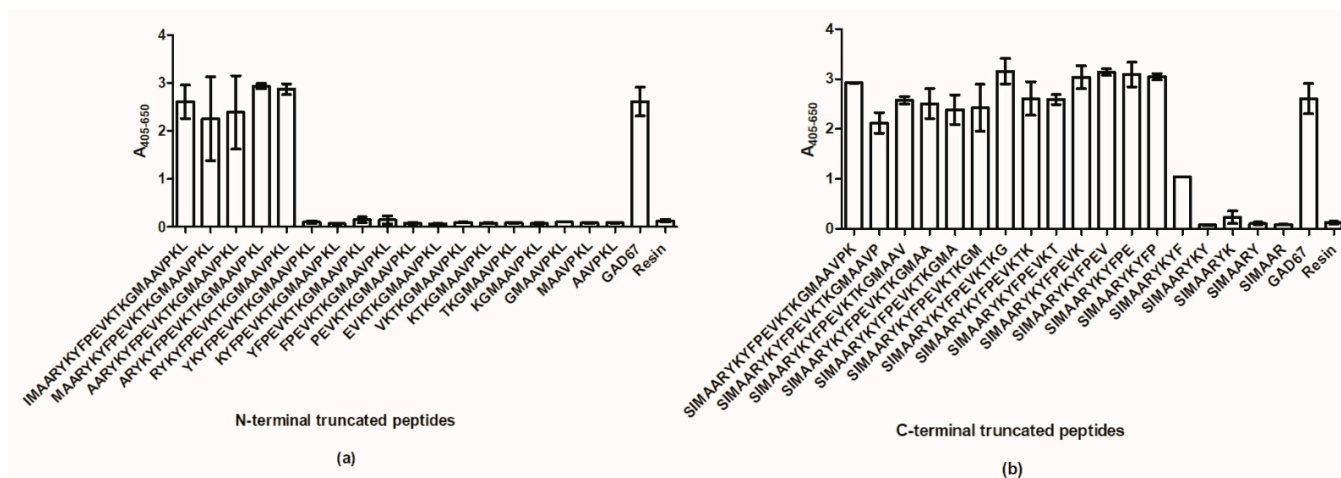 4
3
2
1
0
A405-650
IMAARYKYFPEVKTKGMAAVPKL
MAARYKYFPEVKTKGMAAVPKL
AARYKYFPEVKTKGMAAVPKL
ARYKYFPEVKTKGMAAVPKL
RYKYFPEVKTKGMAAVPKL
YKYFPEVKTKGMAAVPKL
KYFPEVKTKGMAAVPKL
YFPEVKTKGMAAVPKL
FPEVKTKGMAAVPKL
PEVKTKGMAAVPKL
EVKTKGMAAVPKL
VKTKGMAAVPKL
KTKGMAAVPKL
TKGMAAVPKL
KGMAAVPKL
GMAAVPKL
MAAVPKL
AAVPKL
GAD67
Resin
N-terminal truncated peptides
(a)
4
3
2
1
0
A405-650
SIMAARYKYFPEVKTKGMAAVPK
SIMAARYKYFPEVKTKGMAAVP
SIMAARYKYFPEVKTKGMAAV
SIMAARYKYFPEVKTKGMAA
SIMAARYKYFPEVKTKGMA
SIMAARYKYFPEVKTKGM
SIMAARYKYFPEVKTKG
SIMAARYKYFPEVKTK
SIMAARYKYFPEVKT
SIMAARYKYFPEVK
SIMAARYKYFPEV
SIMAARYKYFPE
SIMAARYKYFP
SIMAARYKYF
SIMAARYKY
SIMAARYK
SIMAARY
SIMAAR
GAD67
Resin
C-terminal truncated peptides
(b)